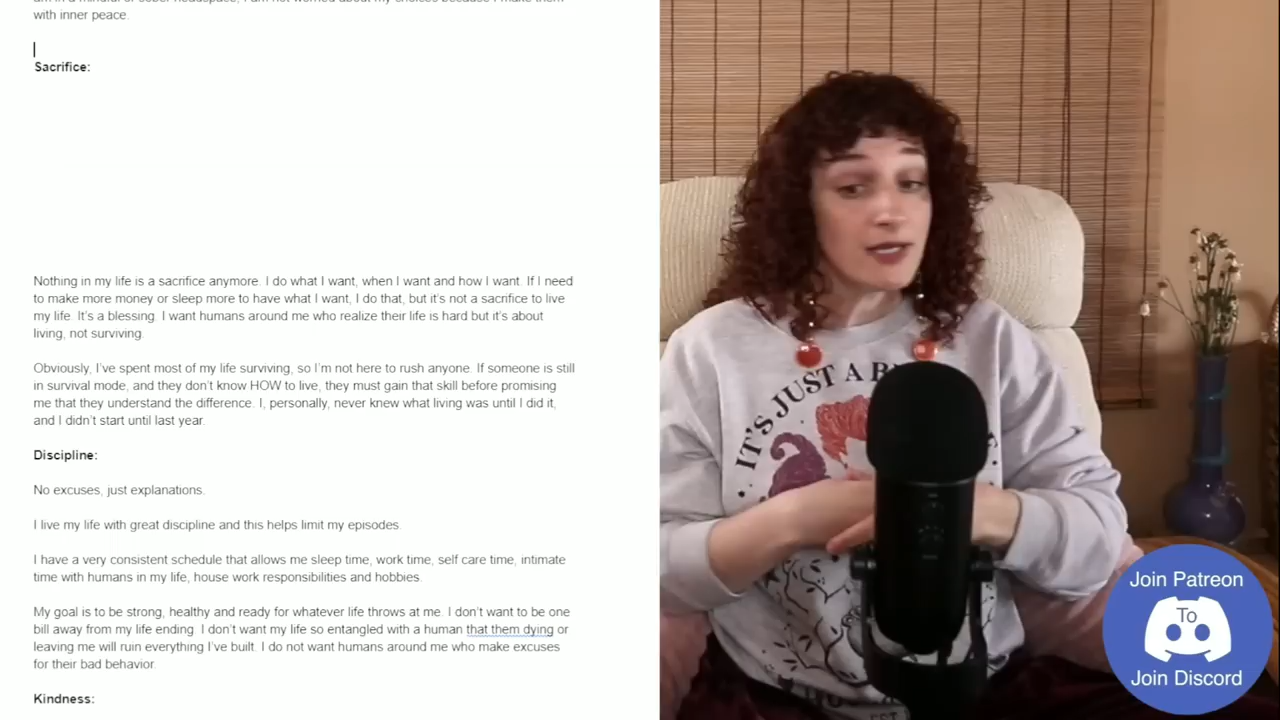 with inner peace.
Sacrifice:
Nothing in my life is a sacrifice anymore. I do what I want, when I want and how I want. If I need
to make more money or sleep more to have what I want, I do that, but it's not a sacrifice to live
my life. It's a blessing. I want humans around me who realize their life is hard but it's about
living, not surviving.
Obviously, I've spent most of my life surviving, so I'm not here to rush anyone. If someone is still
in survival mode, and they don't know HOW to live, they must gain that skill before promising
me that they understand the difference. I, personally, never knew what living was until I did it,
and I didn't start until last year.
Discipline:
No excuses, just explanations.
I live my life with great discipline and this helps limit my episodes.
I have a very consistent schedule that allows me sleep time, work time, self care time, intimate
time with humans in my life, house work responsibilities and hobbies.
My goal is to be strong, healthy and ready for whatever life throws at me. I don't want to be one
bill away from my life ending. I don't want my life so entangled with a human that them dying or
leaving me will ruin everything I've built. I do not want humans around me who make excuses
for their bad behavior.
Kindness:
IT'S JUST A
Join Patreon
To
Join Discord